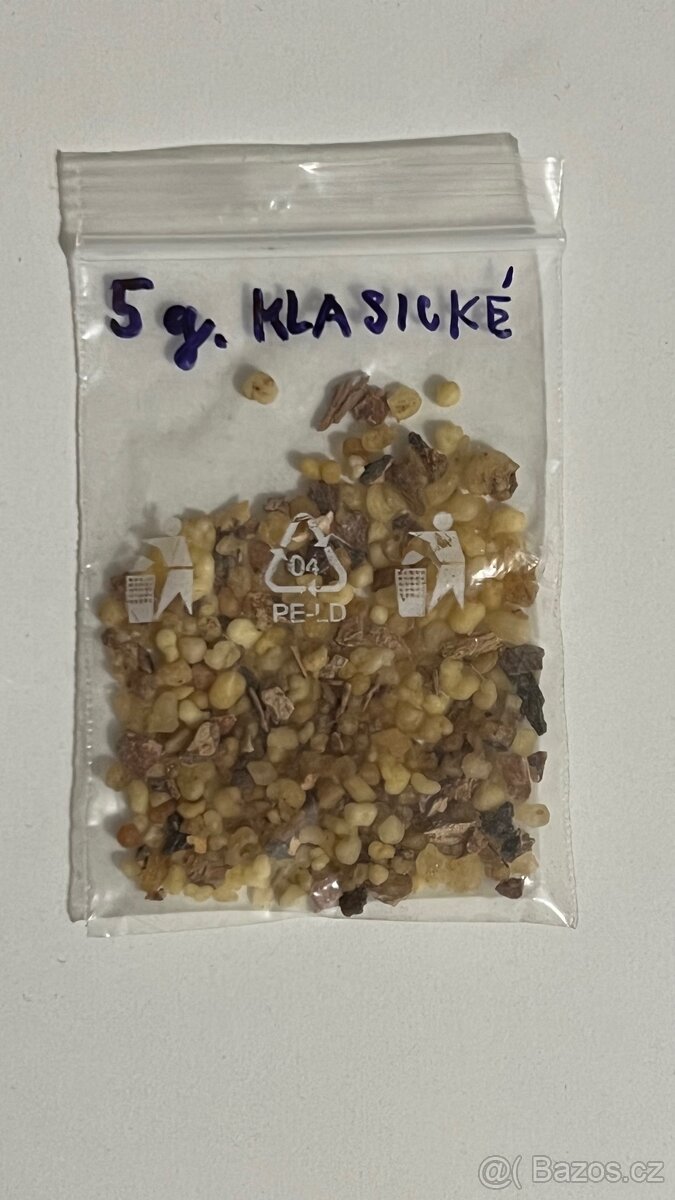 5 g. KLASICKÉ
04
PE-LD
@( Bazos.cz